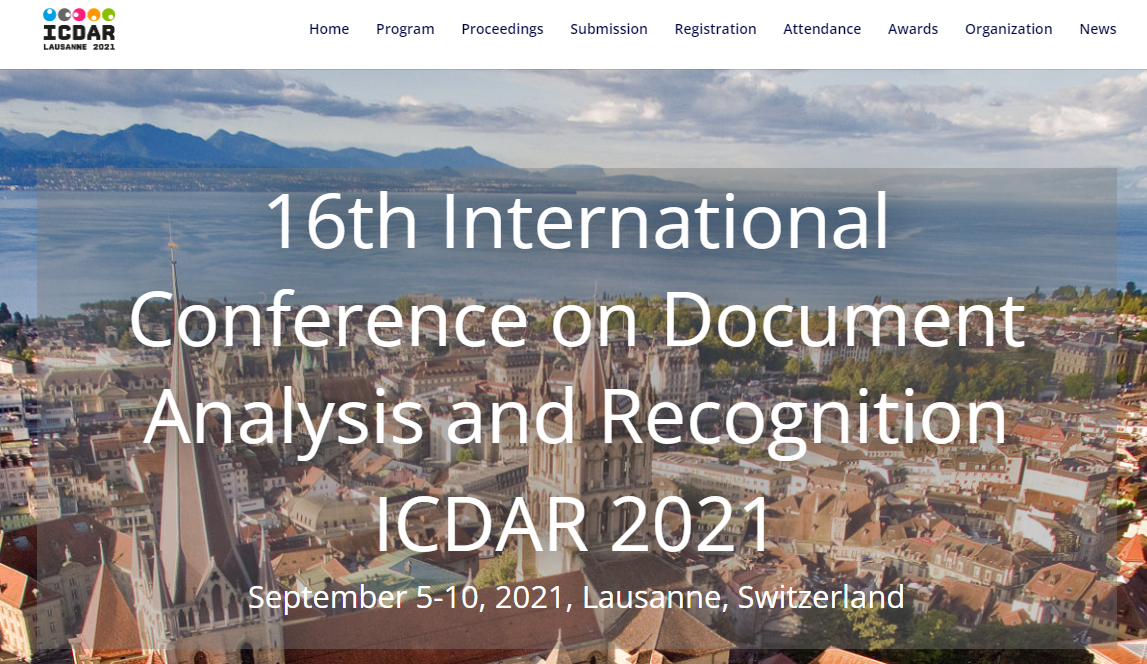 ICDAR
LAUSANNE 2021
Home Program Proceedings Submission Registration Attendance Awards Organization News
16th International
Conference on Document
Analysis and Recognition
ICDAR 2021
September 5-10, 2021, Lausanne, Switzerland